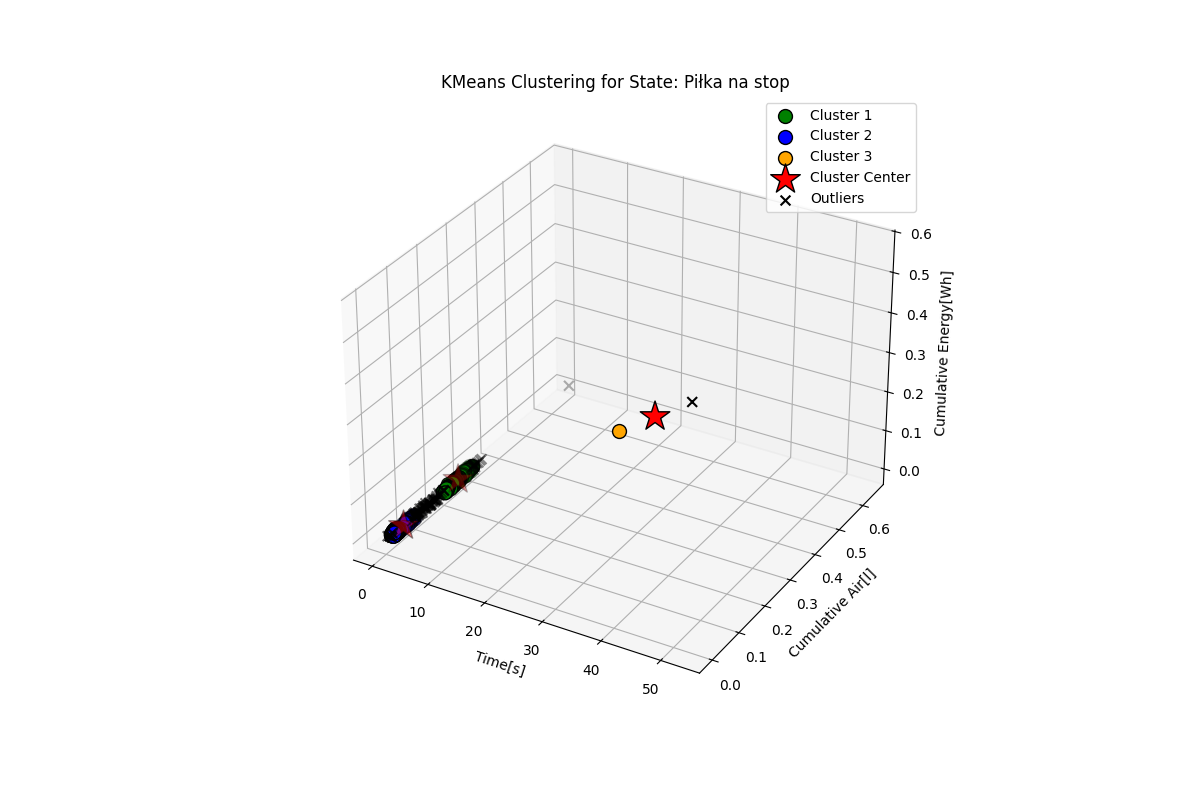 KMeans Clustering for State: Piłka na stop
Cluster 1
Cluster 2
Cluster 3
Cluster Center
Outliers
0.6
0.5
0.4
0.3
0.2
0.1
0.0
Cumulative Energy[Wh]
0.6
0.5
0.4
0.3
0.2
0.1
0.0
Cumulative Air[l]
0
10
20
30
40
50
Time[s]